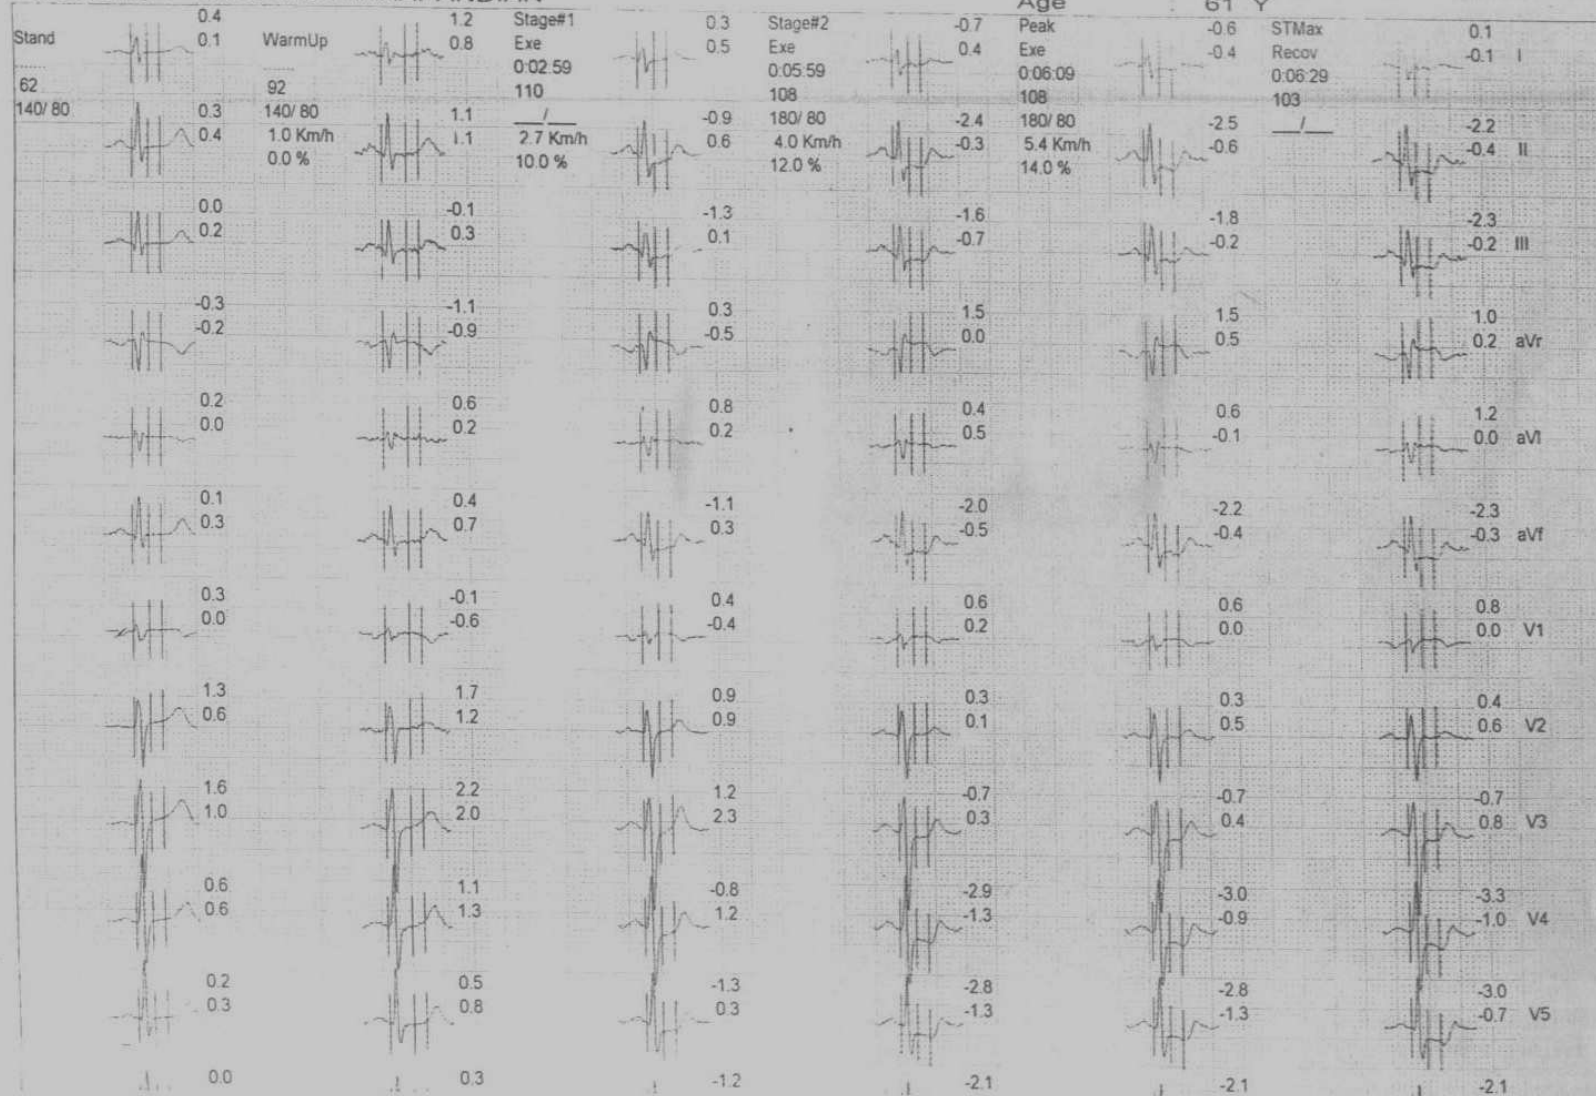 Age : 61 Y
Stand
.....
62
140/ 80
WarmUp
.....
92
140/ 80
1.0 Km/h
0.0 %
Stage#1
Exe
0:02:59
110
__/__
2.7 Km/h
10.0 %
Stage#2
Exe
0:05:59
108
180/ 80
4.0 Km/h
12.0 %
Peak
Exe
0:06:09
108
180/ 80
5.4 Km/h
14.0 %
STMax
Recov
0:06:29
103
__/__
0.4 1.2 0.3 -0.7 -0.6 0.1
0.1 0.8 0.5 0.4 -0.4 -0.1 I
0.3 1.1 -0.9 -2.4 -2.5 -2.2
0.4 1.1 0.6 -0.3 -0.6 -0.4 II
0.0 -0.1 -1.3 -1.6 -1.8 -2.3
0.2 0.3 0.1 -0.7 -0.2 -0.2 III
-0.3 -1.1 0.3 1.5 1.5 1.0
-0.2 -0.9 -0.5 0.0 0.5 0.2 aVr
0.2 0.6 0.8 0.4 0.6 1.2
0.0 0.2 0.2 0.5 -0.1 0.0 aVl
0.1 0.4 -1.1 -2.0 -2.2 -2.3
0.3 0.7 0.3 -0.5 -0.4 -0.3 aVf
0.3 -0.1 0.4 0.6 0.6 0.8
0.0 -0.6 -0.4 0.2 0.0 0.0 V1
1.3 1.7 0.9 0.3 0.3 0.4
0.6 1.2 0.9 0.1 0.5 0.6 V2
1.6 2.2 1.2 -0.7 -0.7 -0.7
1.0 2.0 2.3 0.3 0.4 0.8 V3
0.6 1.1 -0.8 -2.9 -3.0 -3.3
0.6 1.3 1.2 -1.3 -0.9 -1.0 V4
0.2 0.5 -1.3 -2.8 -2.8 -3.0
0.3 0.8 0.3 -1.3 -1.3 -0.7 V5
0.0 0.3 -1.2 -2.1 -2.1 -2.1